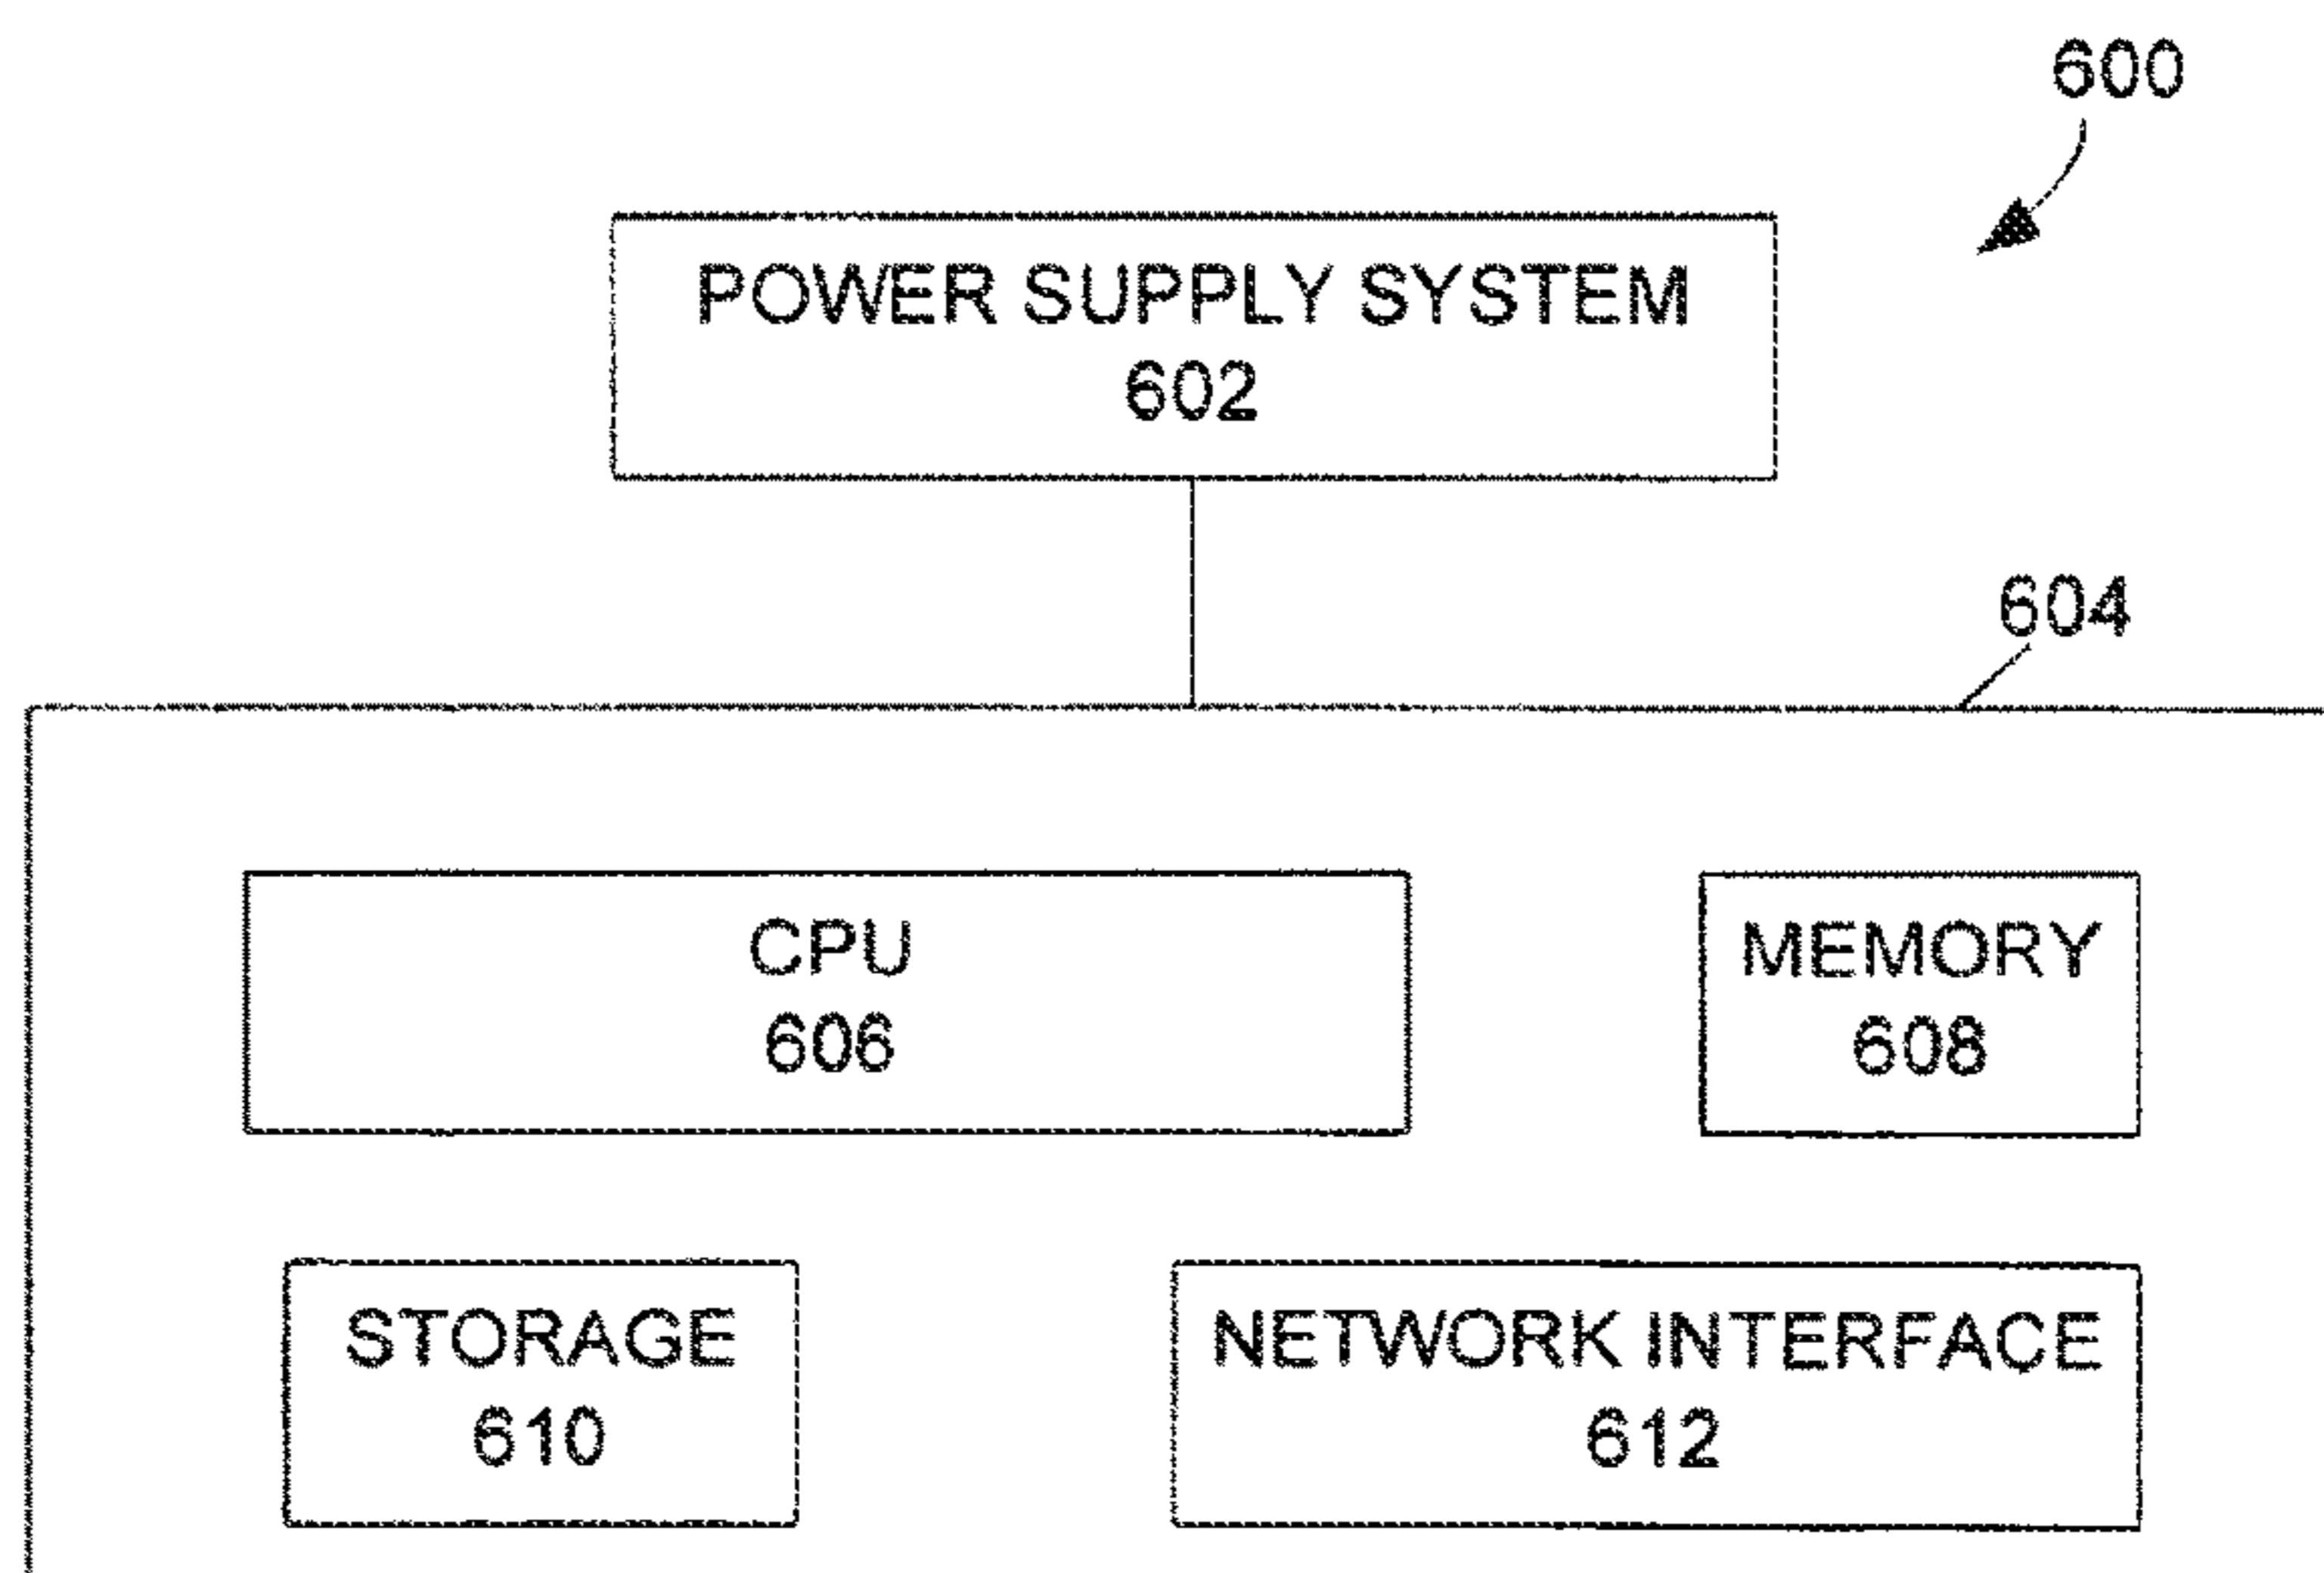 600
POWER SUPPLY SYSTEM
602
604
CPU
606
MEMORY
608
STORAGE
610
NETWORK INTERFACE
612